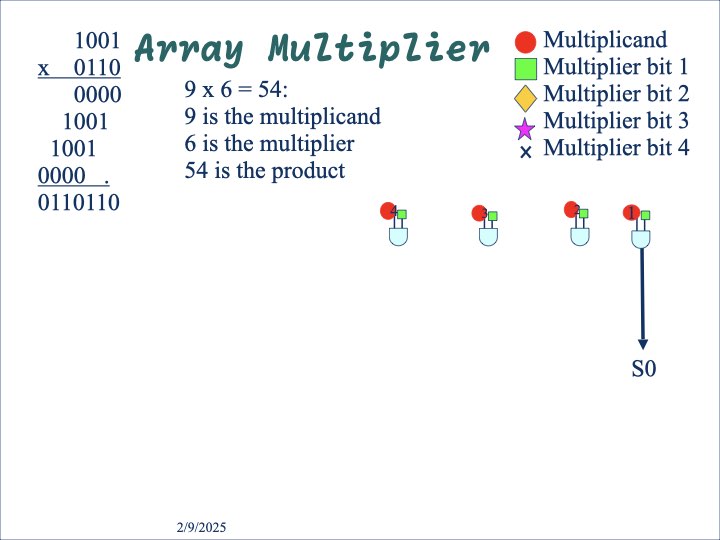 Array Multiplier
1001
x 0110
0000
1001
1001
0000 .
0110110
9 x 6 = 54:
9 is the multiplicand
6 is the multiplier
54 is the product
Multiplicand
Multiplier bit 1
Multiplier bit 2
Multiplier bit 3
x Multiplier bit 4
4 3 2 1
S0
2/9/2025